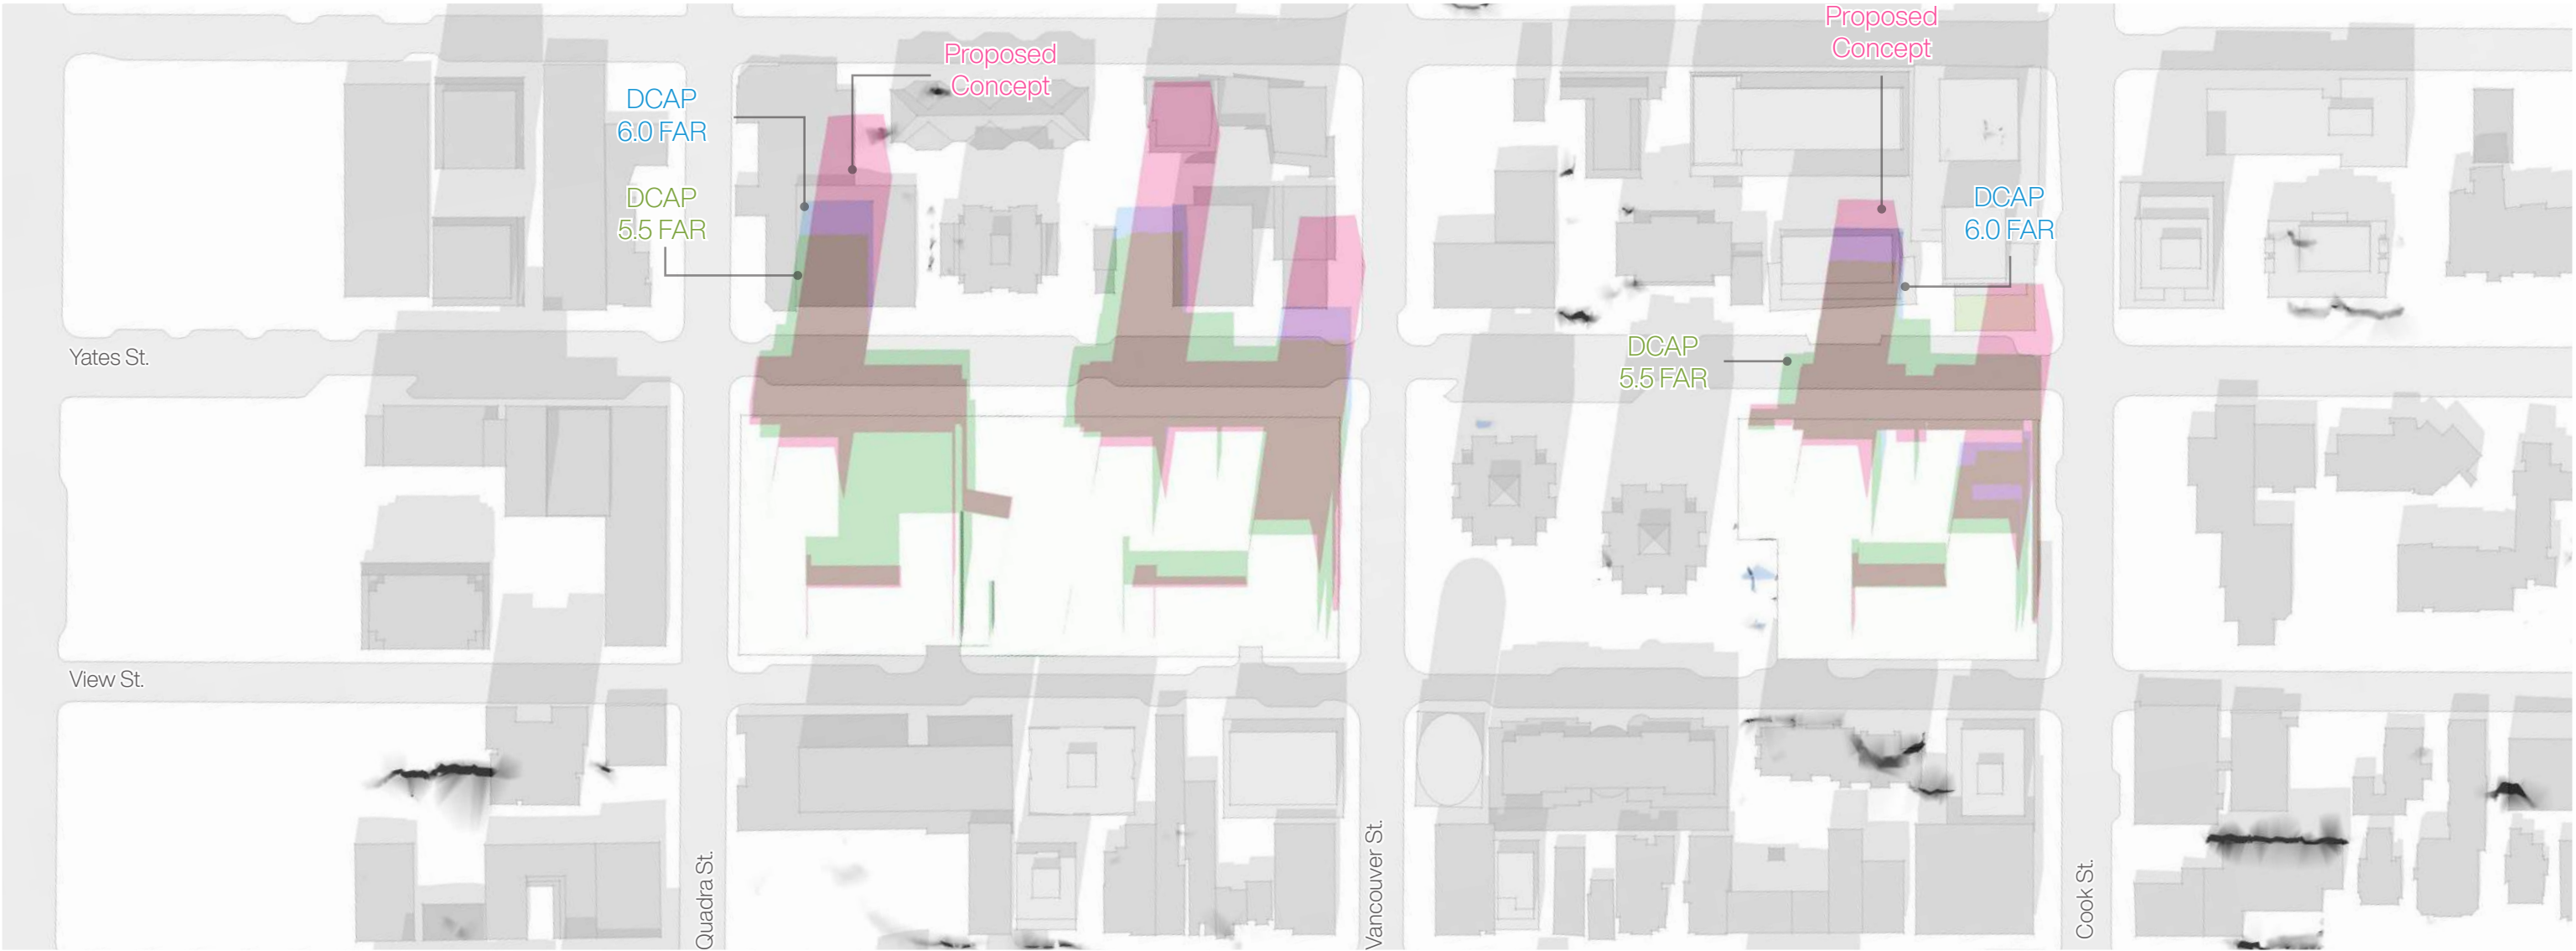 Proposed
Concept
Proposed
Concept
DCAP
6.0 FAR
DCAP
5.5 FAR
DCAP
6.0 FAR
DCAP
5.5 FAR
Yates St.
View St.
Quadra St.
Vancouver St.
Cook St.